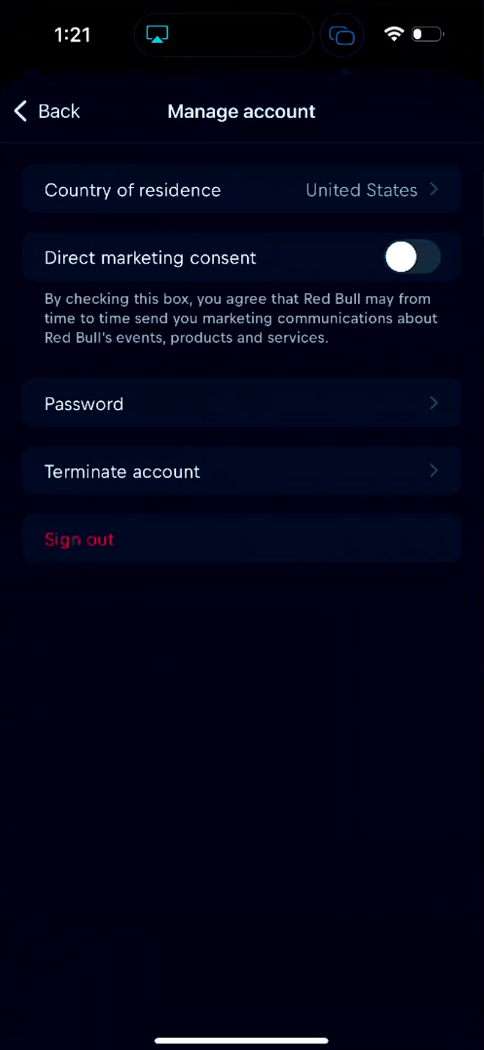 1:21
Back
Manage account
Country of residence United States
Direct marketing consent
By checking this box, you agree that Red Bull may from
time to time send you marketing communications about
Red Bull's events, products and services.
Password
Terminate account
Sign out